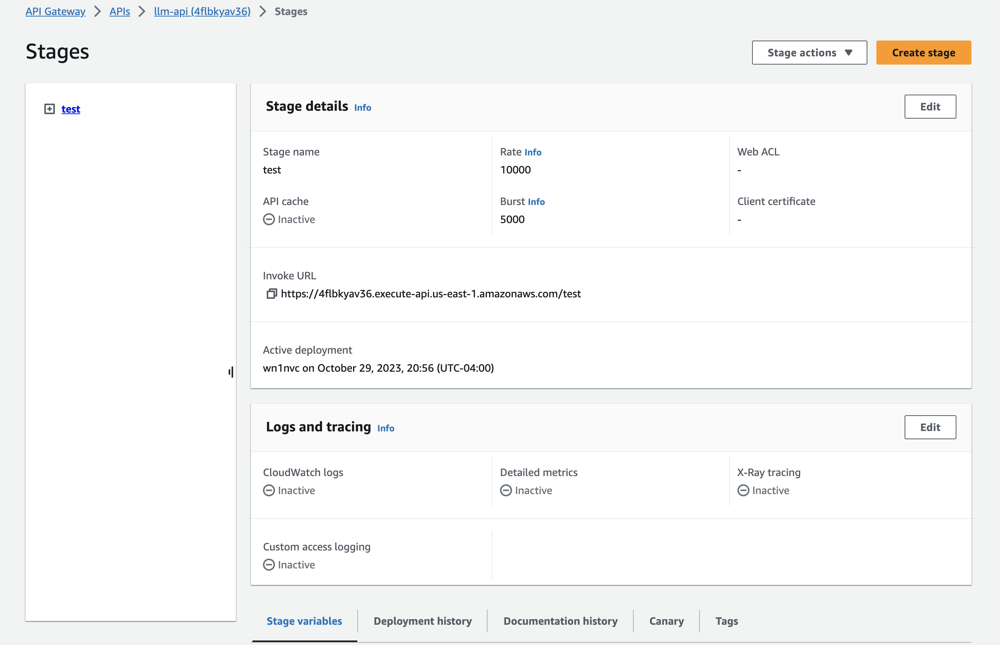 API Gateway > APIs > llm-api (4flbkyav36) > Stages
Stages
Stage actions ▼
Create stage
test
Stage details Info
Edit
Stage name
test
Rate Info
10000
Web ACL
-
API cache
Inactive
Burst Info
5000
Client certificate
-
Invoke URL
https://4flbkyav36.execute-api.us-east-1.amazonaws.com/test
Active deployment
wn1nvc on October 29, 2023, 20:56 (UTC-04:00)
Logs and tracing Info
Edit
CloudWatch logs
Inactive
Detailed metrics
Inactive
X-Ray tracing
Inactive
Custom access logging
Inactive
Stage variables
Deployment history
Documentation history
Canary
Tags